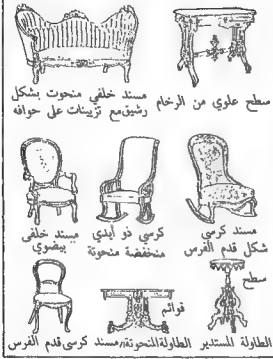 سطح علوي من الرخام
مسند خلفي منحوت بشكل
رشيق مع تزيينات على حوافه
مسند كرسي
شكل قدم الفرس
كرسي ذو أيدي
منخفضة منحوتة
مسند خلفي
بيضوي
سطح
الطاولة المستدير
قوائم
الطاولة المنحوتة
مسند كرسي قدم الفرس